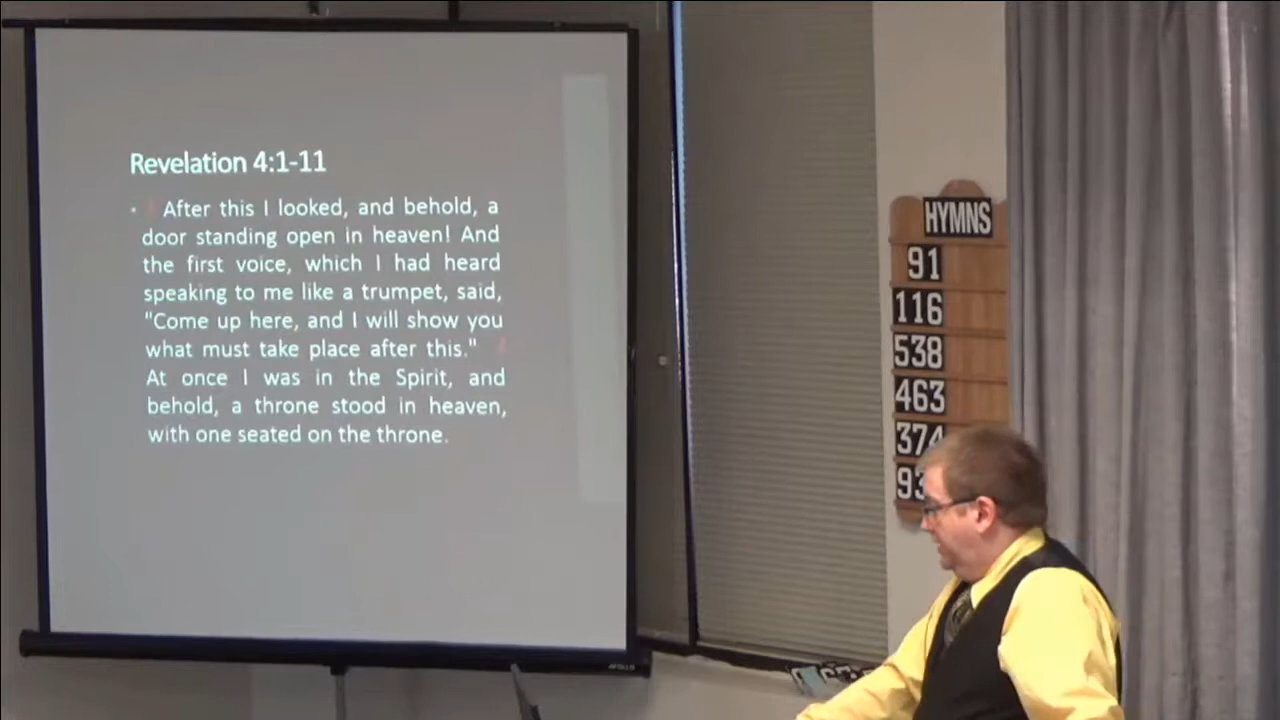 Revelation 4:1-11
• After this I looked, and behold, a
door standing open in heaven! And
the first voice, which I had heard
speaking to me like a trumpet, said,
"Come up here, and I will show you
what must take place after this."
At once I was in the Spirit, and
behold, a throne stood in heaven,
with one seated on the throne.
HYMNS
91
116
538
463
374